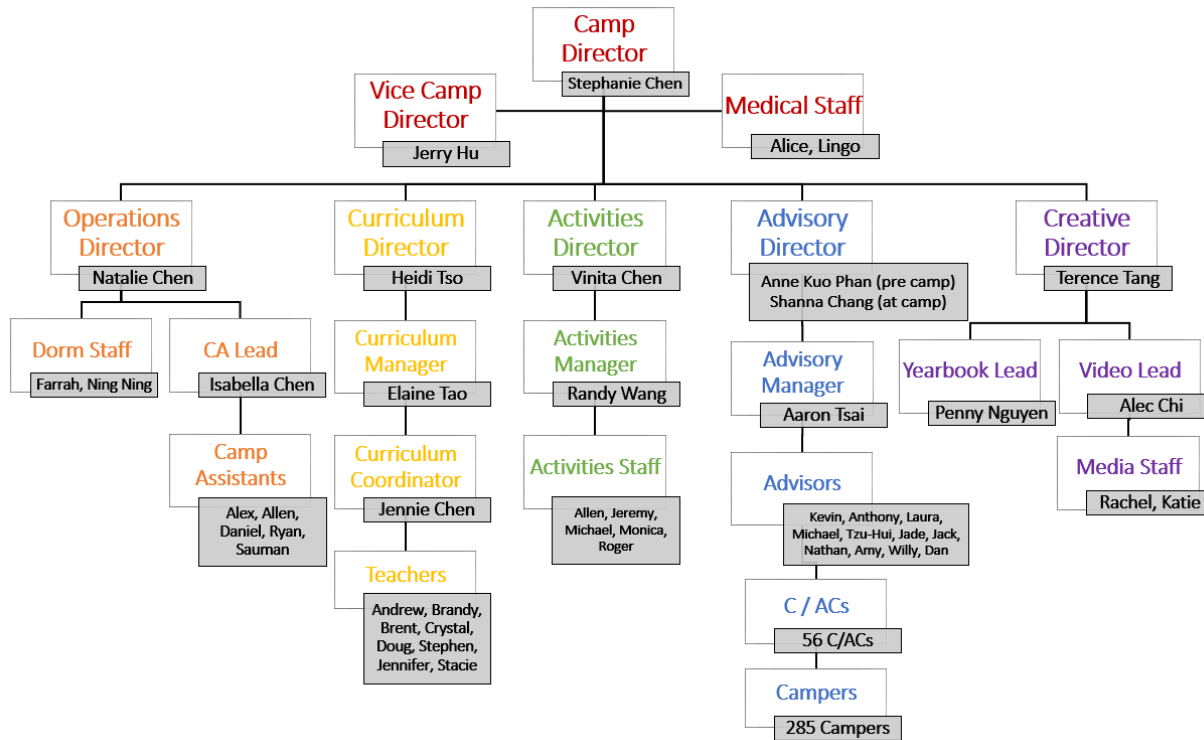 Camp
Director
Stephanie Chen
Vice Camp
Director
Jerry Hu
Medical Staff
Alice, Lingo
Operations
Director
Natalie Chen
Dorm Staff
Farrah, Ning Ning
CA Lead
Isabella Chen
Camp
Assistants
Alex, Allen,
Daniel, Ryan,
Sauman
Curriculum
Director
Heidi Tso
Curriculum
Manager
Elaine Tao
Curriculum
Coordinator
Jennie Chen
Teachers
Andrew, Brandy,
Brent, Crystal,
Doug, Stephen,
Jennifer, Stacie
Activities
Director
Vinita Chen
Activities
Manager
Randy Wang
Activities Staff
Allen, Jeremy,
Michael, Monica,
Roger
Advisory
Director
Anne Kuo Phan (pre camp)
Shanna Chang (at camp)
Advisory
Manager
Aaron Tsai
Advisors
Kevin, Anthony, Laura,
Michael, Tzu-Hui, Jade, Jack,
Nathan, Amy, Willy, Dan
C / ACs
56 C/ACs
Campers
285 Campers
Creative
Director
Terence Tang
Yearbook Lead
Penny Nguyen
Video Lead
Alec Chi
Media Staff
Rachel, Katie